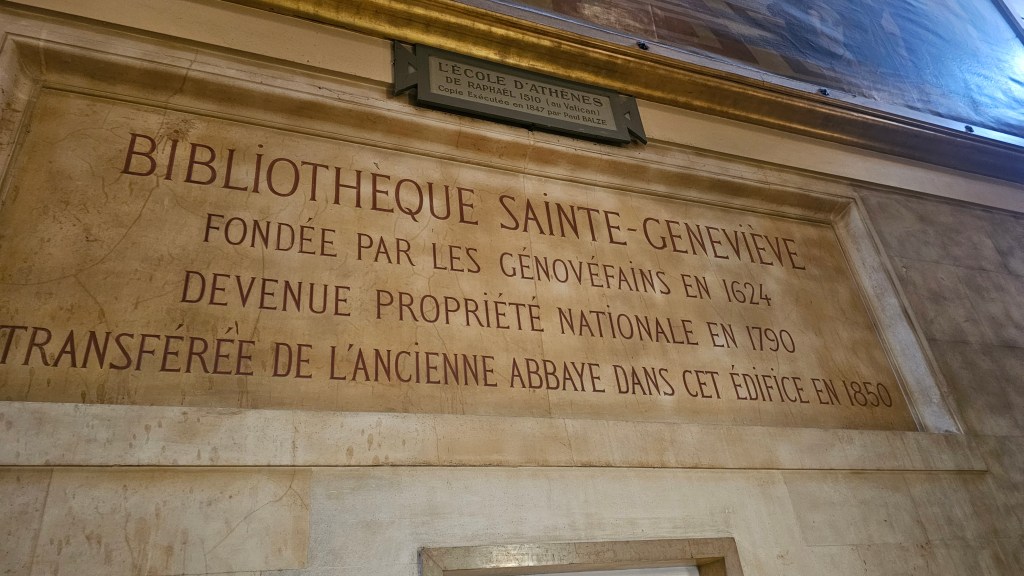 L'ÉCOLE D'ATHÈNES
DE RAPHAËL 1510 (au Vatican)
Copie Exécutée en 1847 par Paul BALZE
BIBLIOTHÈQUE SAINTE-GENEVIÈVE
FONDÉE PAR LES GÉNOVÉFAINS EN 1624
DEVENUE PROPRIÉTÉ NATIONALE EN 1790
TRANSFÉRÉE DE L'ANCIENNE ABBAYE DANS CET ÉDIFICE EN 1850